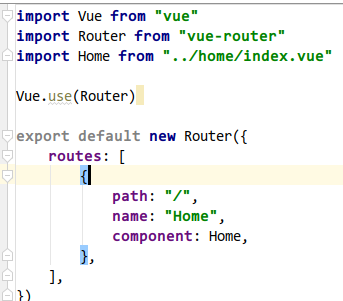 import Vue from "vue"
import Router from "vue-router"
import Home from "../home/index.vue"
Vue.use(Router)
export default new Router({
    routes: [
        {
            path: "/",
            name: "Home",
            component: Home,
        },
    ],
})